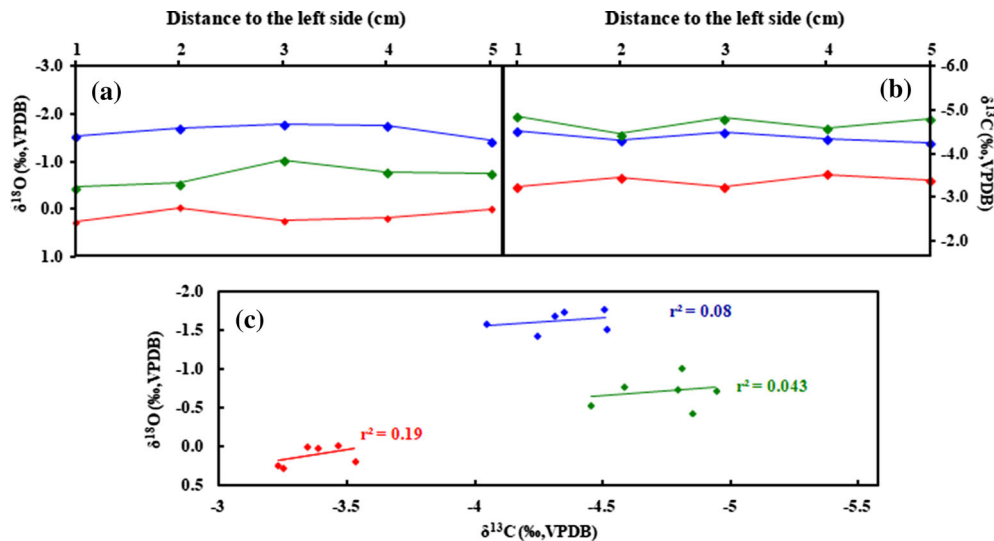 Distance to the left side (cm) Distance to the left side (cm)
1 2 3 4 5 1 2 3 4 5
-3.0 -6.0
(a) (b)
-2.0 -5.0
-1.0 -4.0
0.0 -3.0
1.0 -2.0
δ¹⁸O (‰,VPDB)
δ¹³C (‰,VPDB)
-2.0
(c)
r² = 0.08
-1.5
-1.0
r² = 0.043
-0.5
r² = 0.19
0.0
0.5
δ¹⁸O (‰,VPDB)
-3 -3.5 -4 -4.5 -5 -5.5
δ¹³C (‰,VPDB)